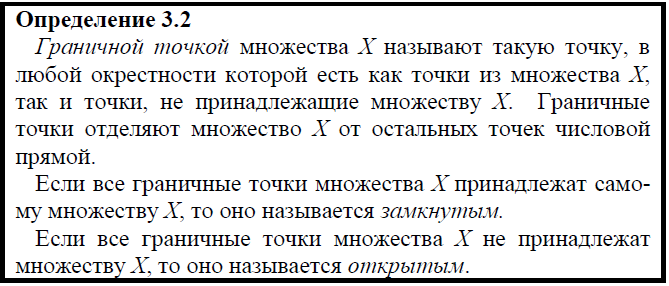 Определение 3.2
Граничной точкой множества X называют такую точку, в
любой окрестности которой есть как точки из множества X,
так и точки, не принадлежащие множеству X. Граничные
точки отделяют множество X от остальных точек числовой
прямой.
Если все граничные точки множества X принадлежат само-
му множеству X, то оно называется замкнутым.
Если все граничные точки множества X не принадлежат
множеству X, то оно называется открытым.